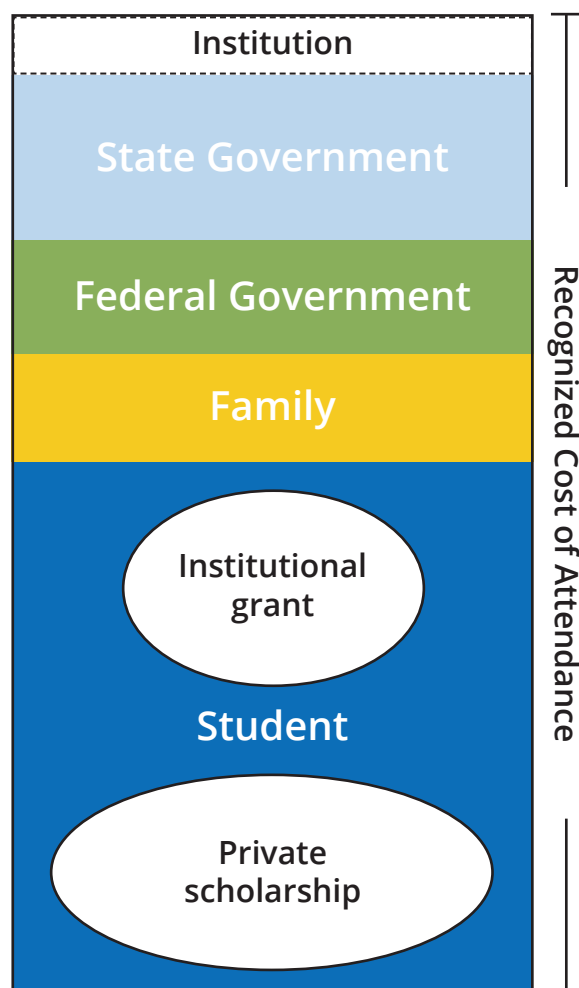 Institution
State Government
Federal Government
Family
Institutional
grant
Student
Private
scholarship
Recognized Cost of Attendance